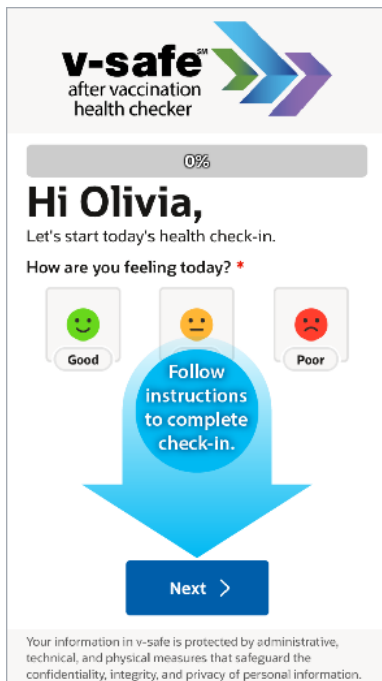 v-safe℠
after vaccination
health checker
0%
Hi Olivia,
Let's start today's health check-in.
How are you feeling today? *
Good
Poor
Follow
instructions
to complete
check-in.
Next
Your information in v-safe is protected by administrative,
technical, and physical measures that safeguard the
confidentiality, integrity, and privacy of personal information.